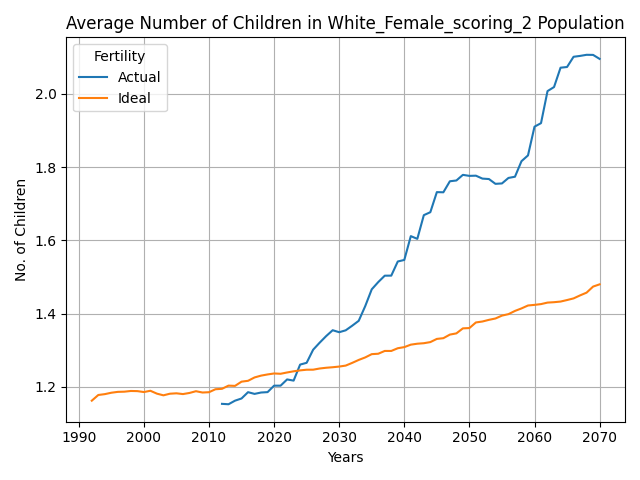 Average Number of Children in White_Female_scoring_2 Population
Fertility
Actual
Ideal
No. of Children
2.0
1.8
1.6
1.4
1.2
1990 2000 2010 2020 2030 2040 2050 2060 2070
Years